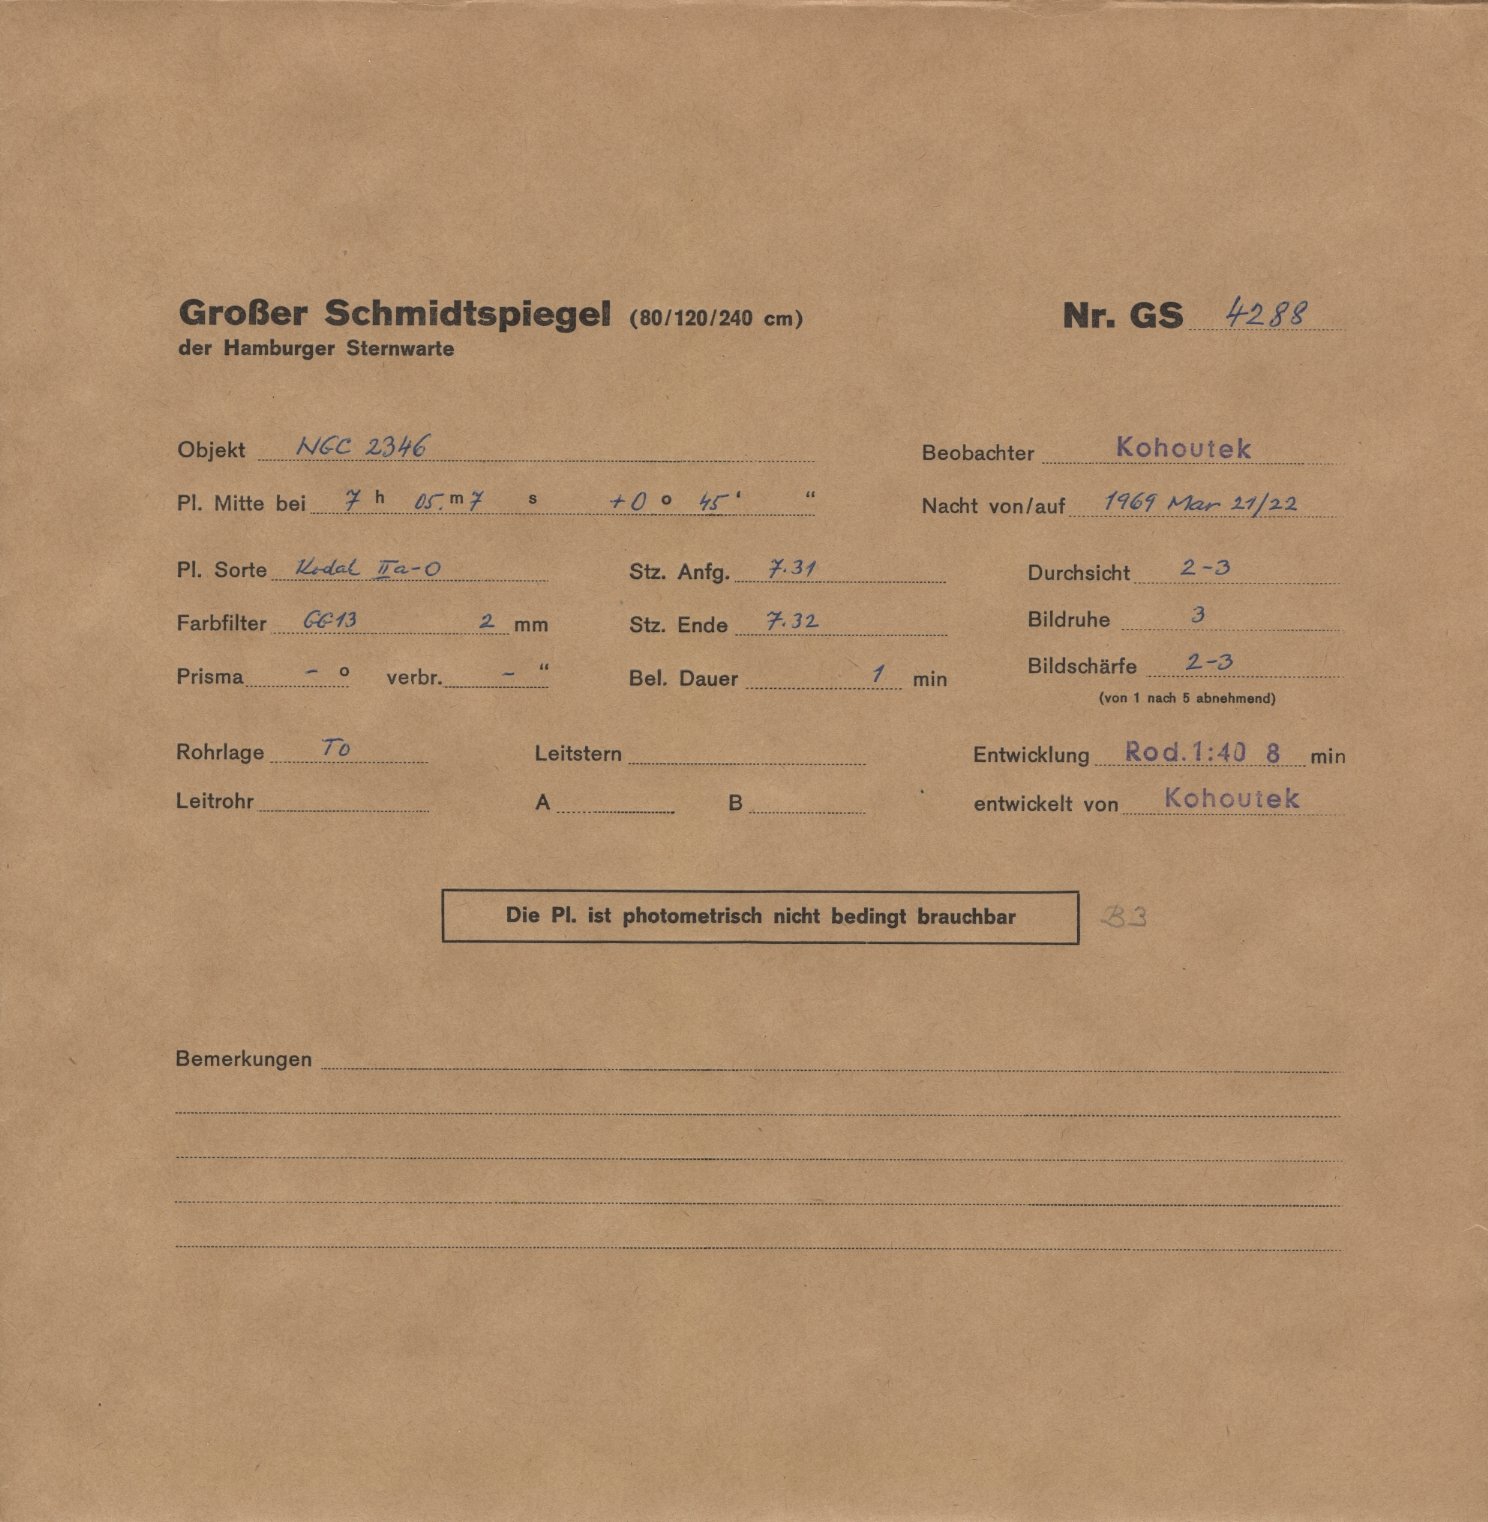 Großer Schmidtspiegel (80/120/240 cm) Nr. GS 4288
der Hamburger Sternwarte
Objekt NGC 2346 Beobachter Kohoutek
Pl. Mitte bei 7 h 05. m 7 s +0 o 45 ‘ “ Nacht von/auf 1969 Mar 21/22
Pl. Sorte Kodak IIa-O Stz. Anfg. 7.31 Durchsicht 2-3
Farbfilter GG13 2 mm Stz. Ende 7.32 Bildruhe 3
Prisma - o verbr. - “ Bel. Dauer 1 min Bildschärfe 2-3
(von 1 nach 5 abnehmend)
Rohrlage TO Leitstern Entwicklung Rod. 1:40 8 min
Leitrohr A B entwickelt von Kohoutek
Die Pl. ist photometrisch nicht bedingt brauchbar B3
Bemerkungen